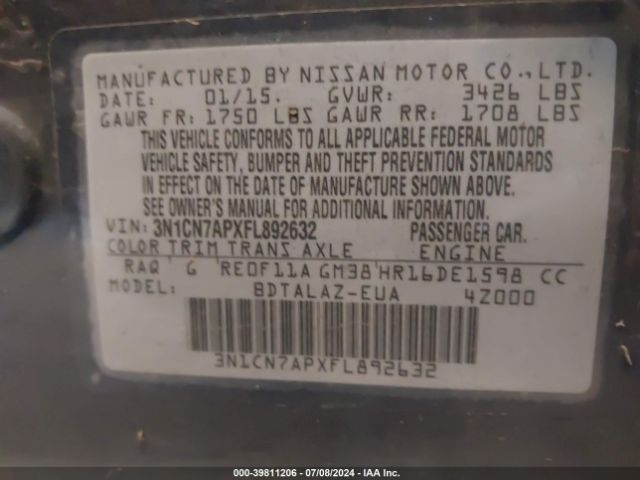 MANUFACTURED BY NISSAN MOTOR CO., LTD.
DATE: 01/15. GVWR: 3426 LBS
GAWR FR: 1750 LBS GAWR RR: 1708 LBS
THIS VEHICLE CONFORMS TO ALL APPLICABLE FEDERAL MOTOR
VEHICLE SAFETY, BUMPER AND THEFT PREVENTION STANDARDS
IN EFFECT ON THE DATE OF MANUFACTURE SHOWN ABOVE.
SEE OWNER'S MANUAL FOR ADDITIONAL INFORMATION.
VIN: 3N1CN7APXFL892632 PASSENGER CAR.
COLOR TRIM TRANS AXLE ENGINE
RAQ G RE0F11A GM38 HR16DE1598 CC
MODEL: BDTALAZ-EUA 4Z000
3N1CN7APXFL892632
000-39811206 - 07/08/2024 - IAA Inc.